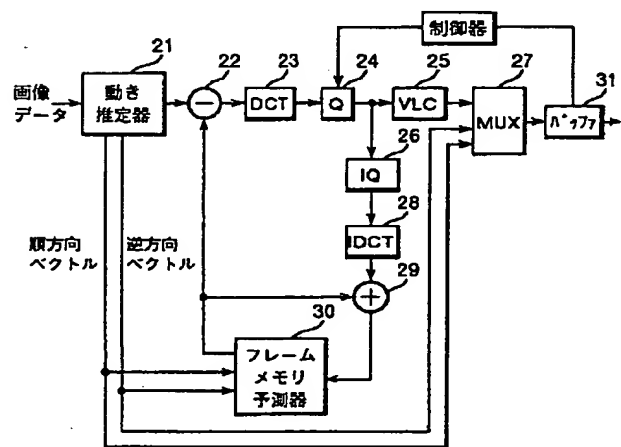 制御器
21
22
23
24
25
27
31
画像
データ
動き
推定器
−
DCT
Q
VLC
MUX
バッファ
26
IQ
28
IDCT
順方向
ベクトル
逆方向
ベクトル
+
29
30
フレーム
メモリ
予測器